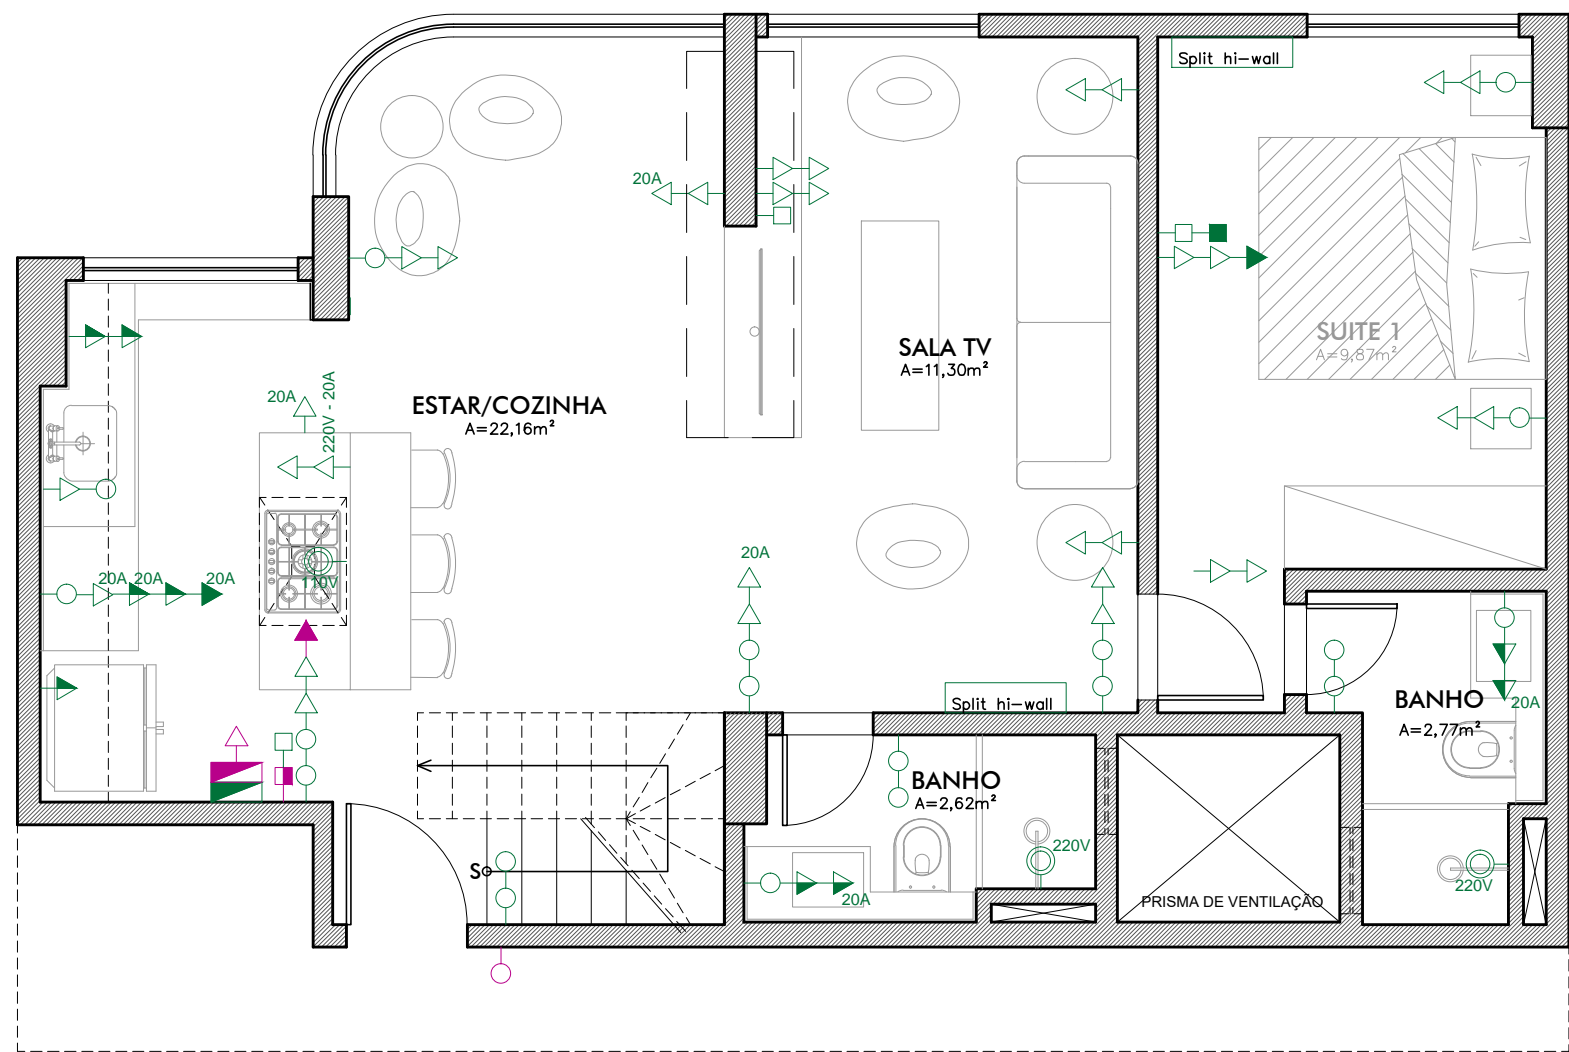 Split hi-wall
20A
SALA TV
A=11,30m²
SUITE 1
A=9,87m²
20A
220V - 20A
ESTAR/COZINHA
A=22,16m²
20A
20A
20A
20A
110V
BANHO
A=2,77m²
20A
Split hi-wall
BANHO
A=2,62m²
S
220V
220V
20A
PRISMA DE VENTILAÇÃO